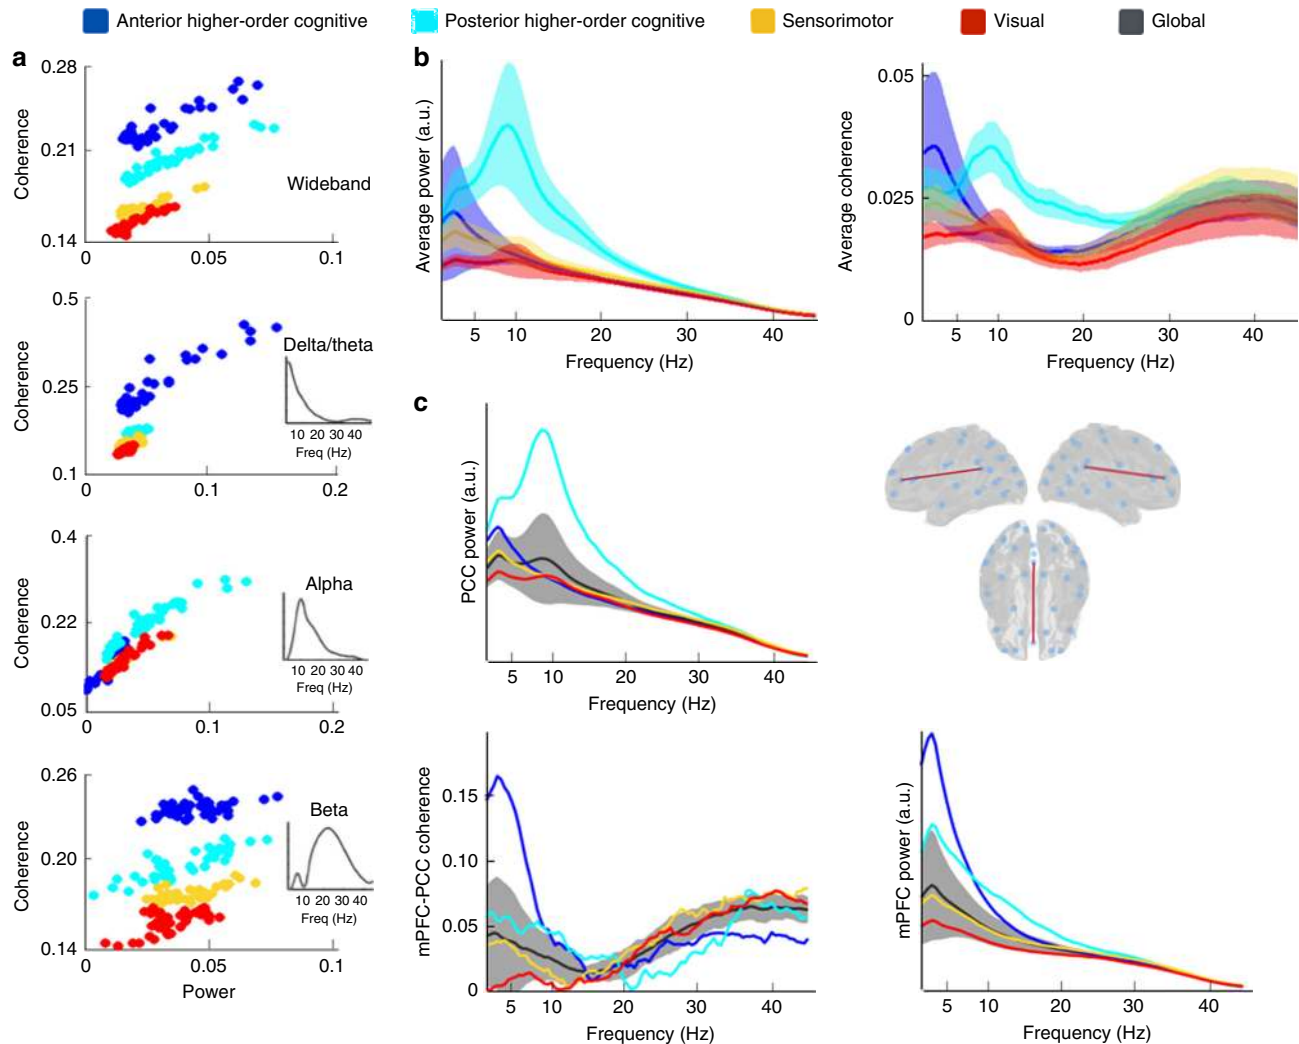 Anterior higher-order cognitive
Posterior higher-order cognitive
Sensorimotor
Visual
Global
a
0.28
0.21
0.14
0
0.05
0.1
Coherence
Wideband
0.5
0.25
0.1
0
0.1
0.2
Coherence
Delta/theta
10 20 30 40
Freq (Hz)
0.4
0.22
0.05
0
0.1
0.2
Coherence
Alpha
10 20 30 40
Freq (Hz)
0.26
0.20
0.14
0
0.05
0.1
Coherence
Power
Beta
10 20 30 40
Freq (Hz)
b
Average power (a.u.)
5 10 20 30 40
Frequency (Hz)
0.05
0.025
0
Average coherence
5 10 20 30 40
Frequency (Hz)
c
PCC power (a.u.)
5 10 20 30 40
Frequency (Hz)
0.15
0.10
0.05
0
mPFC-PCC coherence
5 10 20 30 40
Frequency (Hz)
mPFC power (a.u.)
5 10 20 30 40
Frequency (Hz)